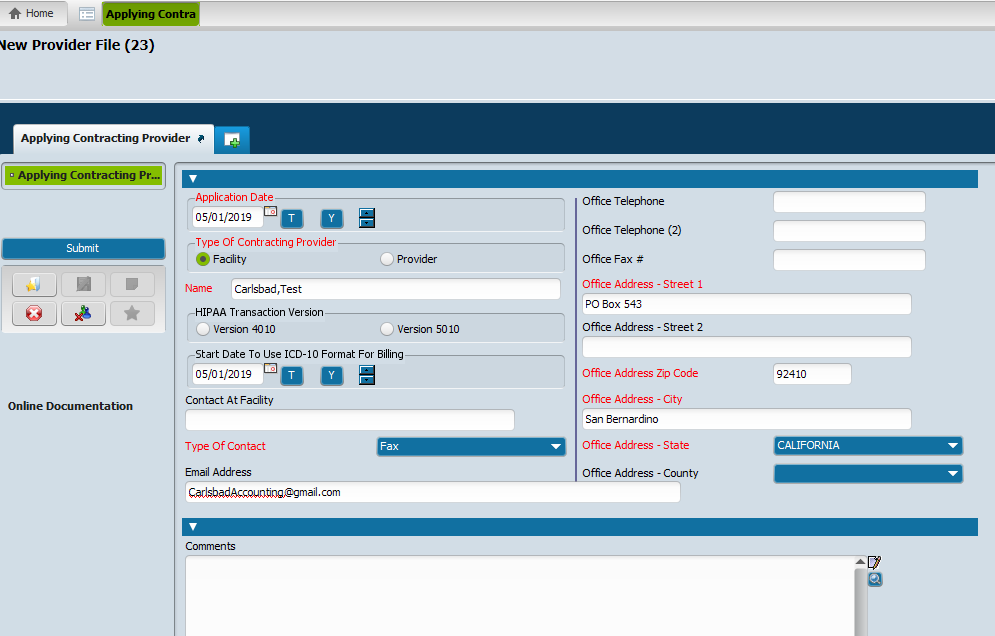 Home
Applying Contra
New Provider File (23)
Applying Contracting Provider
Applying Contracting Pr...
Submit
Online Documentation
Application Date
05/01/2019
T
Y
Type Of Contracting Provider
Facility
Provider
Name
Carlsbad,Test
HIPAA Transaction Version
Version 4010
Version 5010
Start Date To Use ICD-10 Format For Billing
05/01/2019
T
Y
Contact At Facility
Type Of Contact
Fax
Email Address
CarlsbadAccounting@gmail.com
Office Telephone
Office Telephone (2)
Office Fax #
Office Address - Street 1
PO Box 543
Office Address - Street 2
Office Address Zip Code
92410
Office Address - City
San Bernardino
Office Address - State
CALIFORNIA
Office Address - County
Comments